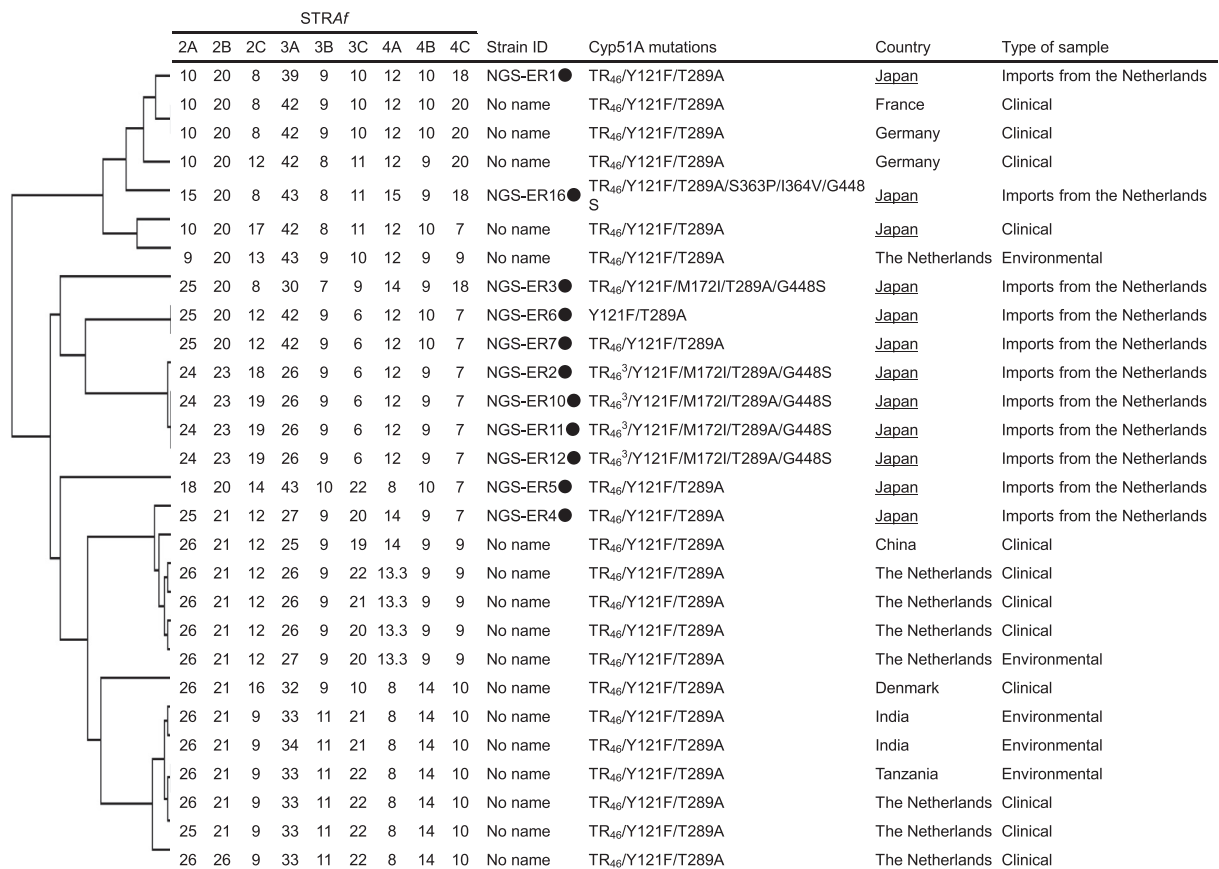 STRAf
2A 2B 2C 3A 3B 3C 4A 4B 4C Strain ID Cyp51A mutations Country Type of sample
10 20 8 39 9 10 12 10 18 NGS-ER1● TR46/Y121F/T289A Japan Imports from the Netherlands
10 20 8 42 9 10 12 10 20 No name TR46/Y121F/T289A France Clinical
10 20 8 42 9 10 12 10 20 No name TR46/Y121F/T289A Germany Clinical
10 20 12 42 8 11 12 9 20 No name TR46/Y121F/T289A Germany Clinical
15 20 8 43 8 11 15 9 18 NGS-ER16● TR46/Y121F/T289A/S363P/I364V/G448 Japan Imports from the Netherlands
S
10 20 17 42 8 11 12 10 7 No name TR46/Y121F/T289A Japan Clinical
9 20 13 43 9 10 12 9 9 No name TR46/Y121F/T289A The Netherlands Environmental
25 20 8 30 7 9 14 9 18 NGS-ER3● TR46/Y121F/M172I/T289A/G448S Japan Imports from the Netherlands
25 20 12 42 9 6 12 10 7 NGS-ER6● Y121F/T289A Japan Imports from the Netherlands
25 20 12 42 9 6 12 10 7 NGS-ER7● TR46/Y121F/T289A Japan Imports from the Netherlands
24 23 18 26 9 6 12 9 7 NGS-ER2● TR46³/Y121F/M172I/T289A/G448S Japan Imports from the Netherlands
24 23 19 26 9 6 12 9 7 NGS-ER10● TR46³/Y121F/M172I/T289A/G448S Japan Imports from the Netherlands
24 23 19 26 9 6 12 9 7 NGS-ER11● TR46³/Y121F/M172I/T289A/G448S Japan Imports from the Netherlands
24 23 19 26 9 6 12 9 7 NGS-ER12● TR46³/Y121F/M172I/T289A/G448S Japan Imports from the Netherlands
18 20 14 43 10 22 8 10 7 NGS-ER5● TR46/Y121F/T289A Japan Imports from the Netherlands
25 21 12 27 9 20 14 9 7 NGS-ER4● TR46/Y121F/T289A Japan Imports from the Netherlands
26 21 12 25 9 19 14 9 9 No name TR46/Y121F/T289A China Clinical
26 21 12 26 9 22 13.3 9 9 No name TR46/Y121F/T289A The Netherlands Clinical
26 21 12 26 9 21 13.3 9 9 No name TR46/Y121F/T289A The Netherlands Clinical
26 21 12 26 9 20 13.3 9 9 No name TR46/Y121F/T289A The Netherlands Clinical
26 21 12 27 9 20 13.3 9 9 No name TR46/Y121F/T289A The Netherlands Environmental
26 21 16 32 9 10 8 14 10 No name TR46/Y121F/T289A Denmark Clinical
26 21 9 33 11 21 8 14 10 No name TR46/Y121F/T289A India Environmental
26 21 9 34 11 21 8 14 10 No name TR46/Y121F/T289A India Environmental
26 21 9 33 11 22 8 14 10 No name TR46/Y121F/T289A Tanzania Environmental
26 21 9 33 11 22 8 14 10 No name TR46/Y121F/T289A The Netherlands Clinical
25 21 9 33 11 22 8 14 10 No name TR46/Y121F/T289A The Netherlands Clinical
26 26 9 33 11 22 8 14 10 No name TR46/Y121F/T289A The Netherlands Clinical